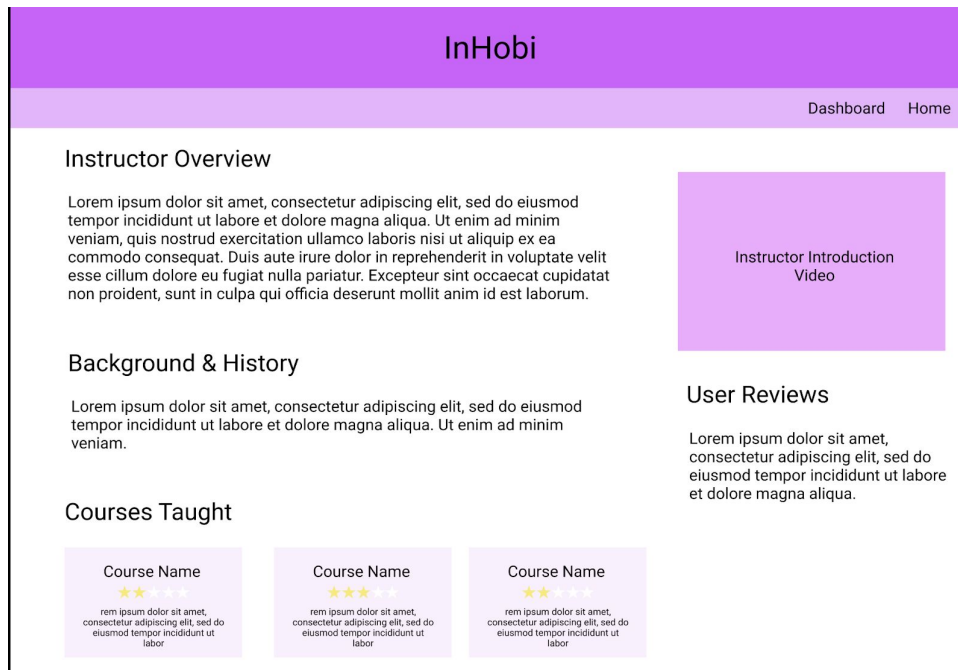 InHobi
Dashboard Home
Instructor Overview
Lorem ipsum dolor sit amet, consectetur adipiscing elit, sed do eiusmod
tempor incididunt ut labore et dolore magna aliqua. Ut enim ad minim
veniam, quis nostrud exercitation ullamco laboris nisi ut aliquip ex ea
commodo consequat. Duis aute irure dolor in reprehenderit in voluptate velit
esse cillum dolore eu fugiat nulla pariatur. Excepteur sint occaecat cupidatat
non proident, sunt in culpa qui officia deserunt mollit anim id est laborum.
Background & History
Lorem ipsum dolor sit amet, consectetur adipiscing elit, sed do eiusmod
tempor incididunt ut labore et dolore magna aliqua. Ut enim ad minim
veniam.
Courses Taught
Course Name
rem ipsum dolor sit amet,
consectetur adipiscing elit, sed do
eiusmod tempor incididunt ut
labor
Course Name
rem ipsum dolor sit amet,
consectetur adipiscing elit, sed do
eiusmod tempor incididunt ut
labor
Course Name
rem ipsum dolor sit amet,
consectetur adipiscing elit, sed do
eiusmod tempor incididunt ut
labor
Instructor Introduction
Video
User Reviews
Lorem ipsum dolor sit amet,
consectetur adipiscing elit, sed do
eiusmod tempor incididunt ut labore
et dolore magna aliqua.